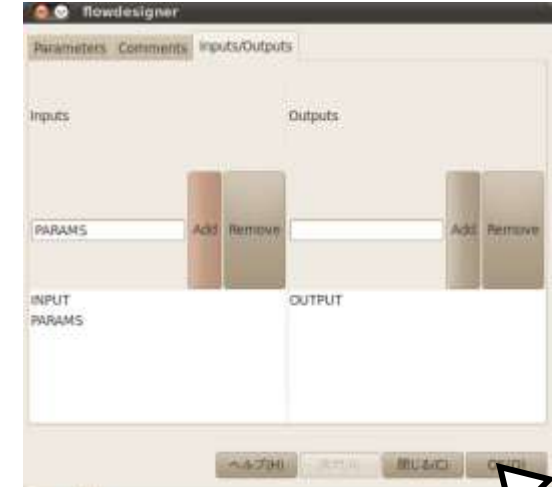 flowdesigner
Parameters Comments Inputs/Outputs
Inputs Outputs
PARAMS Add Remove Add Remove
INPUT OUTPUT
PARAMS
ヘルプ(H) 閉じる(C)